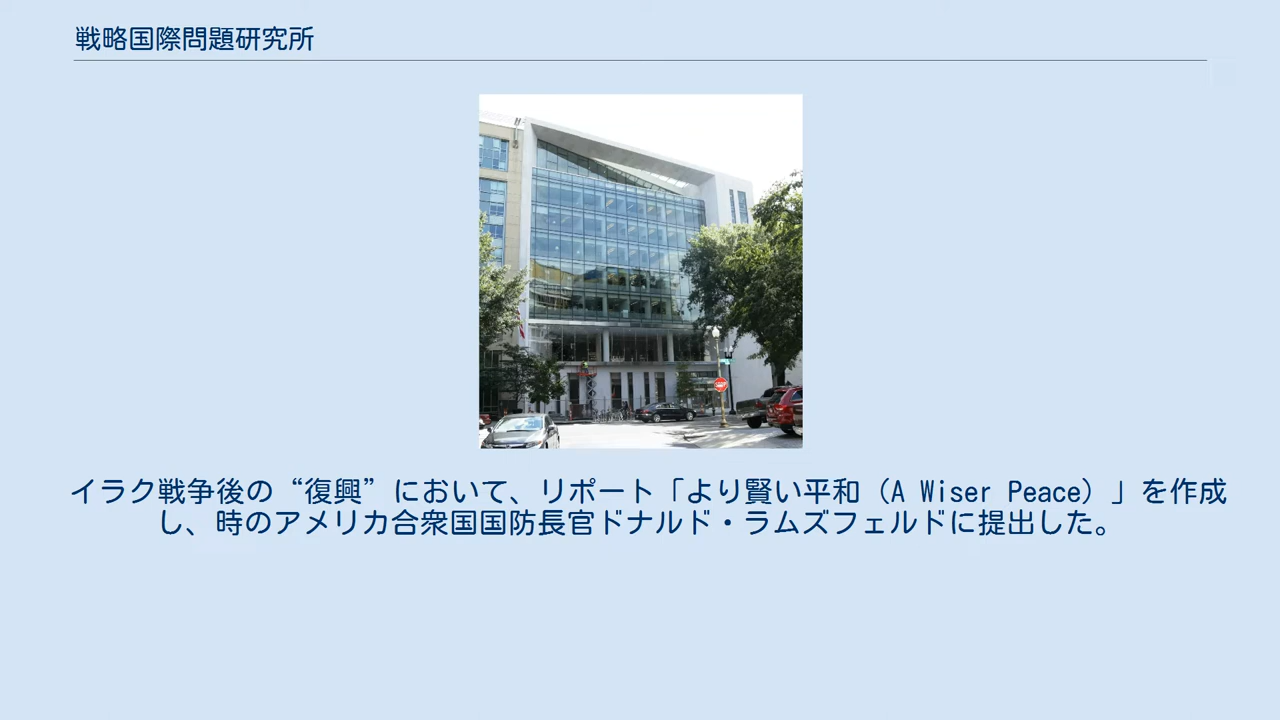 戦略国際問題研究所
イラク戦争後の“復興”において、リポート「より賢い平和（A Wiser Peace）」を作成
し、時のアメリカ合衆国国防長官ドナルド・ラムズフェルドに提出した。